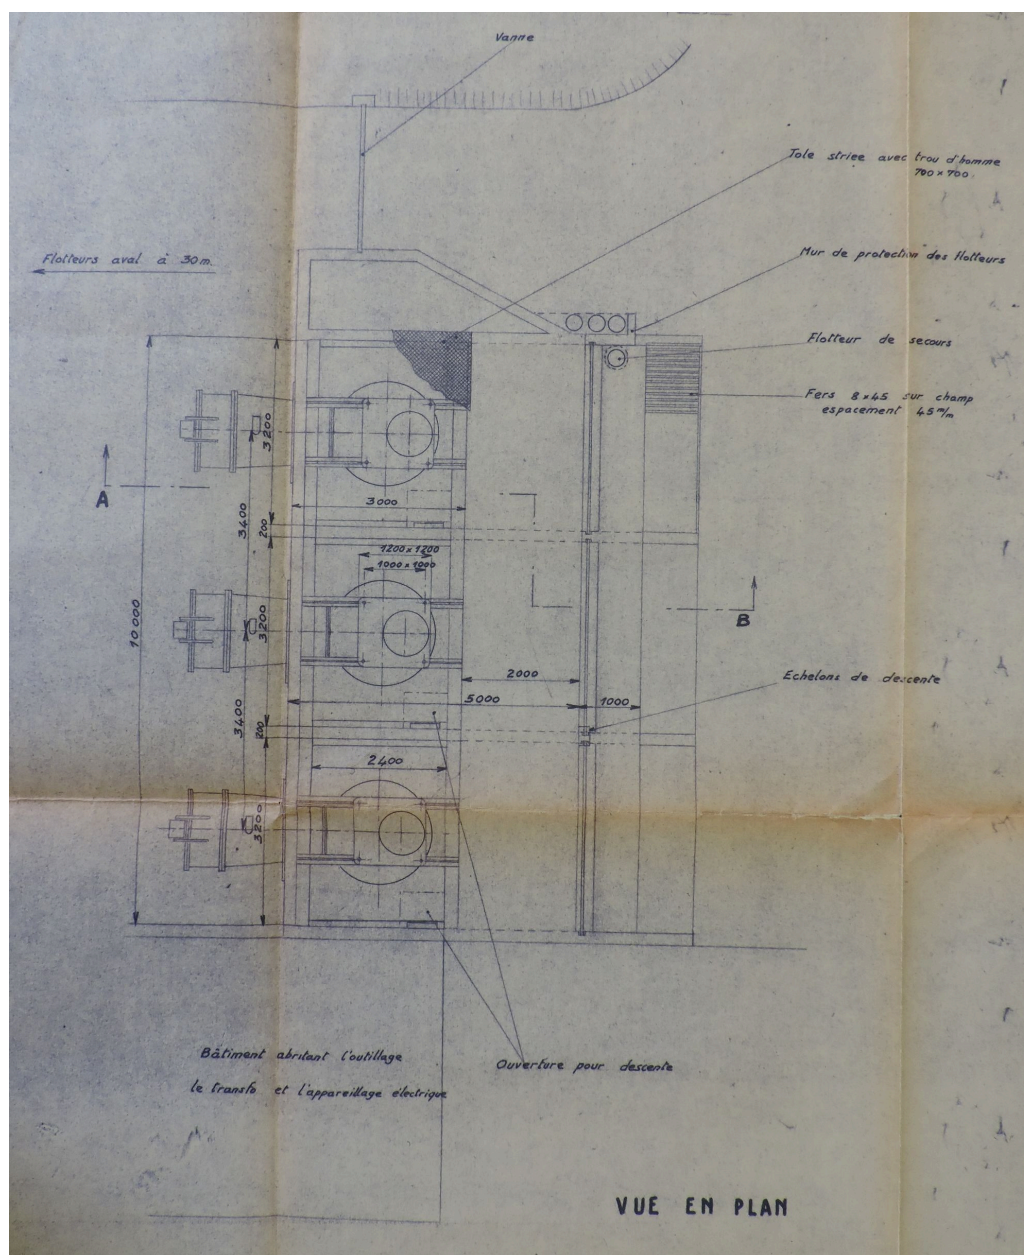 Vanne
Tole striee avec trou d'homme
700 x 700
Flotteurs aval à 30m.
Mur de protection des flotteurs
Flotteur de secours
Fers 8x45 sur champ
espacement 45 m/m
3200
A
3000
3400
200
1200 x 1200
1000 x 1000
10 000
3200
B
2000
Echelons de descente
5000
1000
3400
200
2400
3200
Bâtiment abritant l'outillage
le transfo et l'appareillage électrique
Ouverture pour descente
VUE EN PLAN